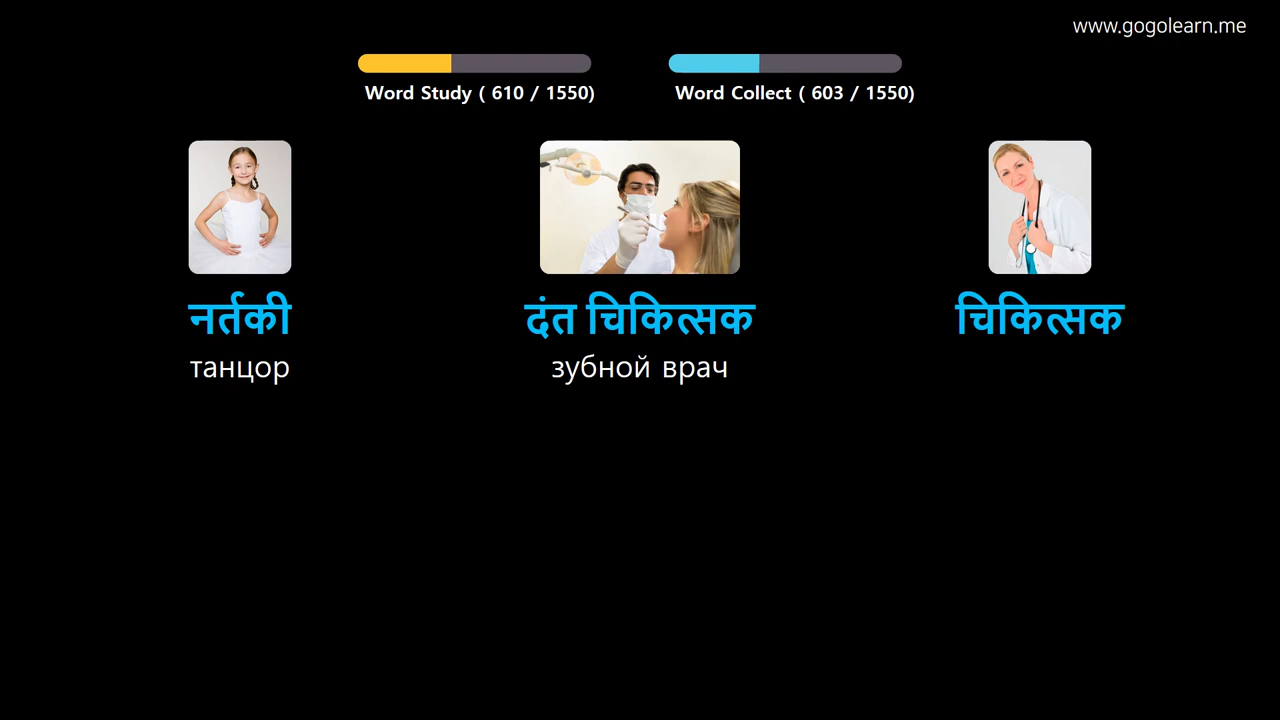 www.gogolearn.me
Word Study ( 610 / 1550)
Word Collect ( 603 / 1550)
नर्तकी
दंत चिकित्सक
चिकित्सक
танцор
зубной врач